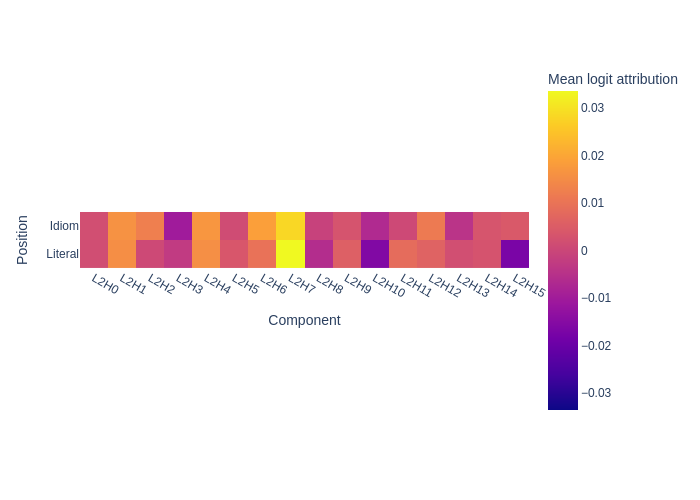 Mean logit attribution
0.03
0.02
0.01
0
−0.01
−0.02
−0.03
Position
Idiom
Literal
L2H0 L2H1 L2H2 L2H3 L2H4 L2H5 L2H6 L2H7 L2H8 L2H9 L2H10 L2H11 L2H12 L2H13 L2H14 L2H15
Component